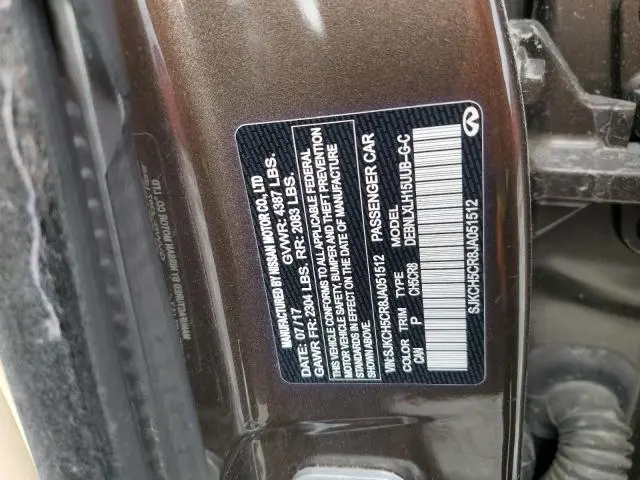 MANUFACTURED BY NISSAN MOTOR CO., LTD
DATE: 07/17 GVWR: 4387 LBS.
GAWR FR: 2304 LBS. RR: 2083 LBS.
THIS VEHICLE CONFORMS TO ALL APPLICABLE FEDERAL
MOTOR VEHICLE SAFETY, BUMPER AND THEFT PREVENTION
STANDARDS IN EFFECT ON THE DATE OF MANUFACTURE
SHOWN ABOVE.
VIN:SJKCH5CR8JA051512 PASSENGER CAR
COLOR TRIM TYPE MODEL
CAN P CH5CR8 DEBNLXLH15UUB-G-C
SJKCH5CR8JA051512